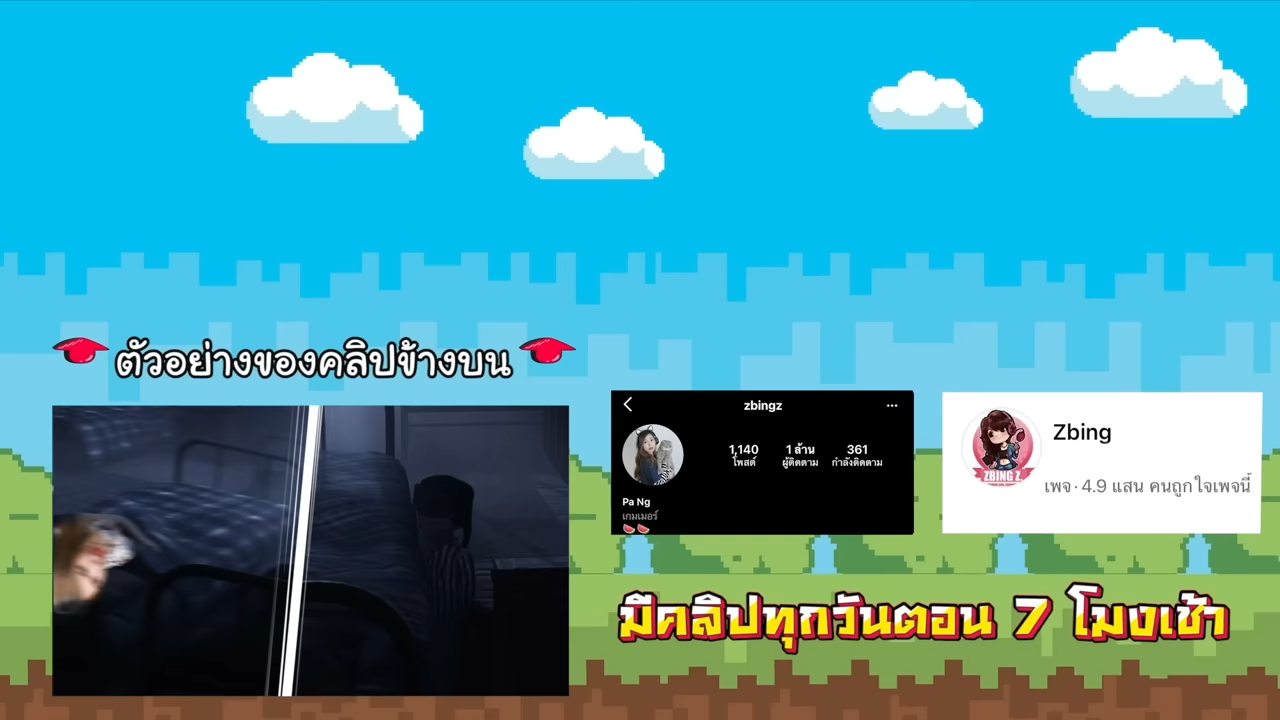 ตัวอย่างของคลิปข้างบน
zbingz
1,140 1 ล้าน 361
โพสต์ ผู้ติดตาม กำลังติดตาม
Pa Ng
เกมเมอร์
Zbing
ZBING Z.
เพจ · 4.9 แสน คนถูกใจเพจนี้
มีคลิปทุกวันตอน 7 โมงเช้า